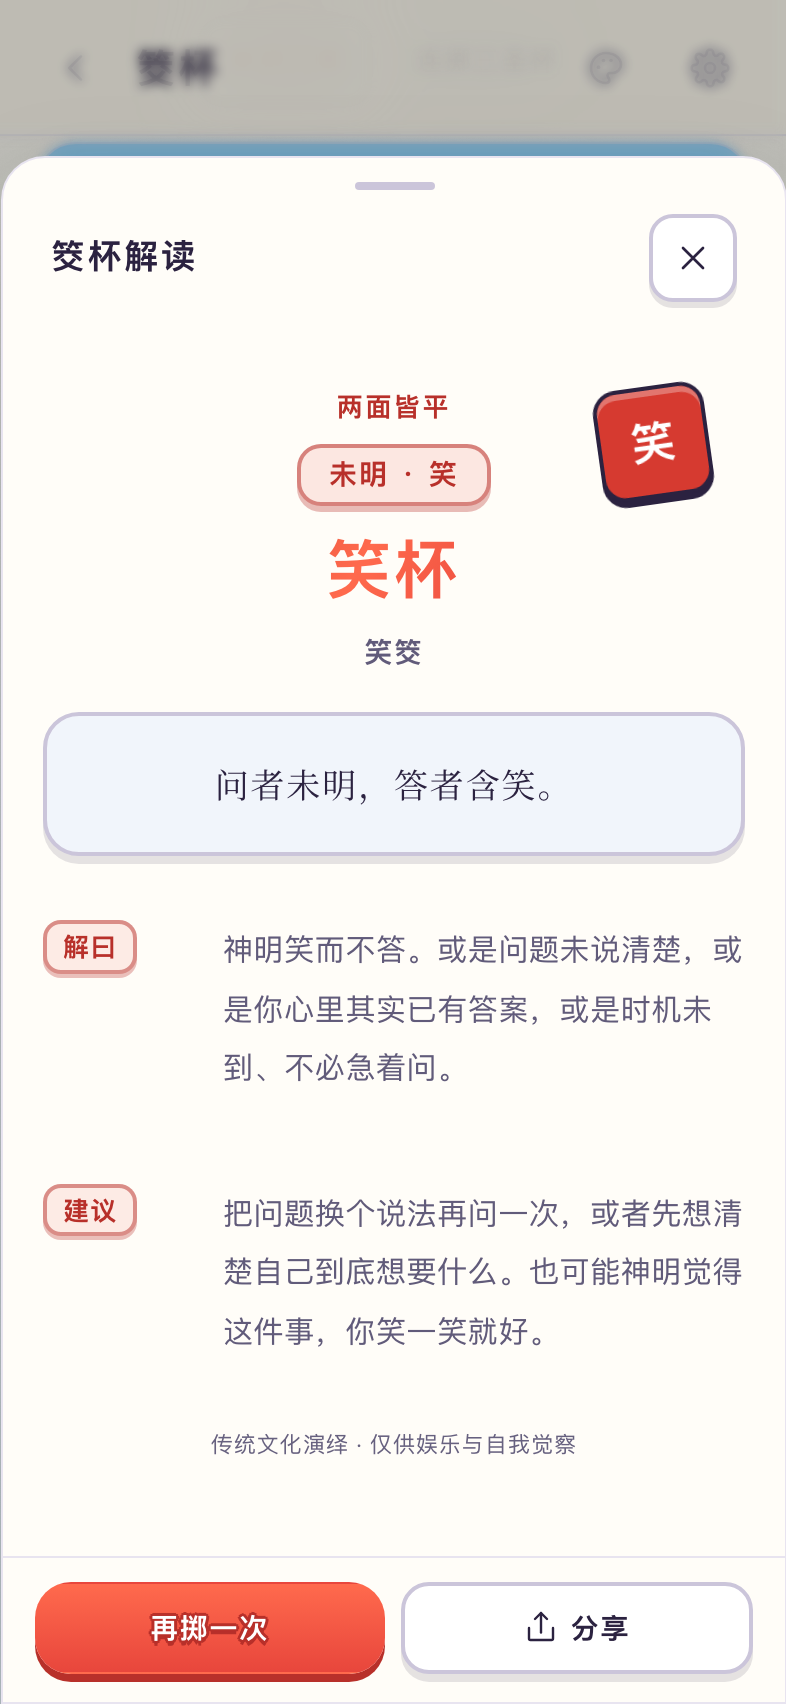 筊杯
筊杯解读
两面皆平
笑
未明 · 笑
笑杯
笑筊
问者未明，答者含笑。
解曰
神明笑而不答。或是问题未说清楚，或
是你心里其实已有答案，或是时机未
到、不必急着问。
建议
把问题换个说法再问一次，或者先想清
楚自己到底想要什么。也可能神明觉得
这件事，你笑一笑就好。
传统文化演绎 · 仅供娱乐与自我觉察
再掷一次
分享